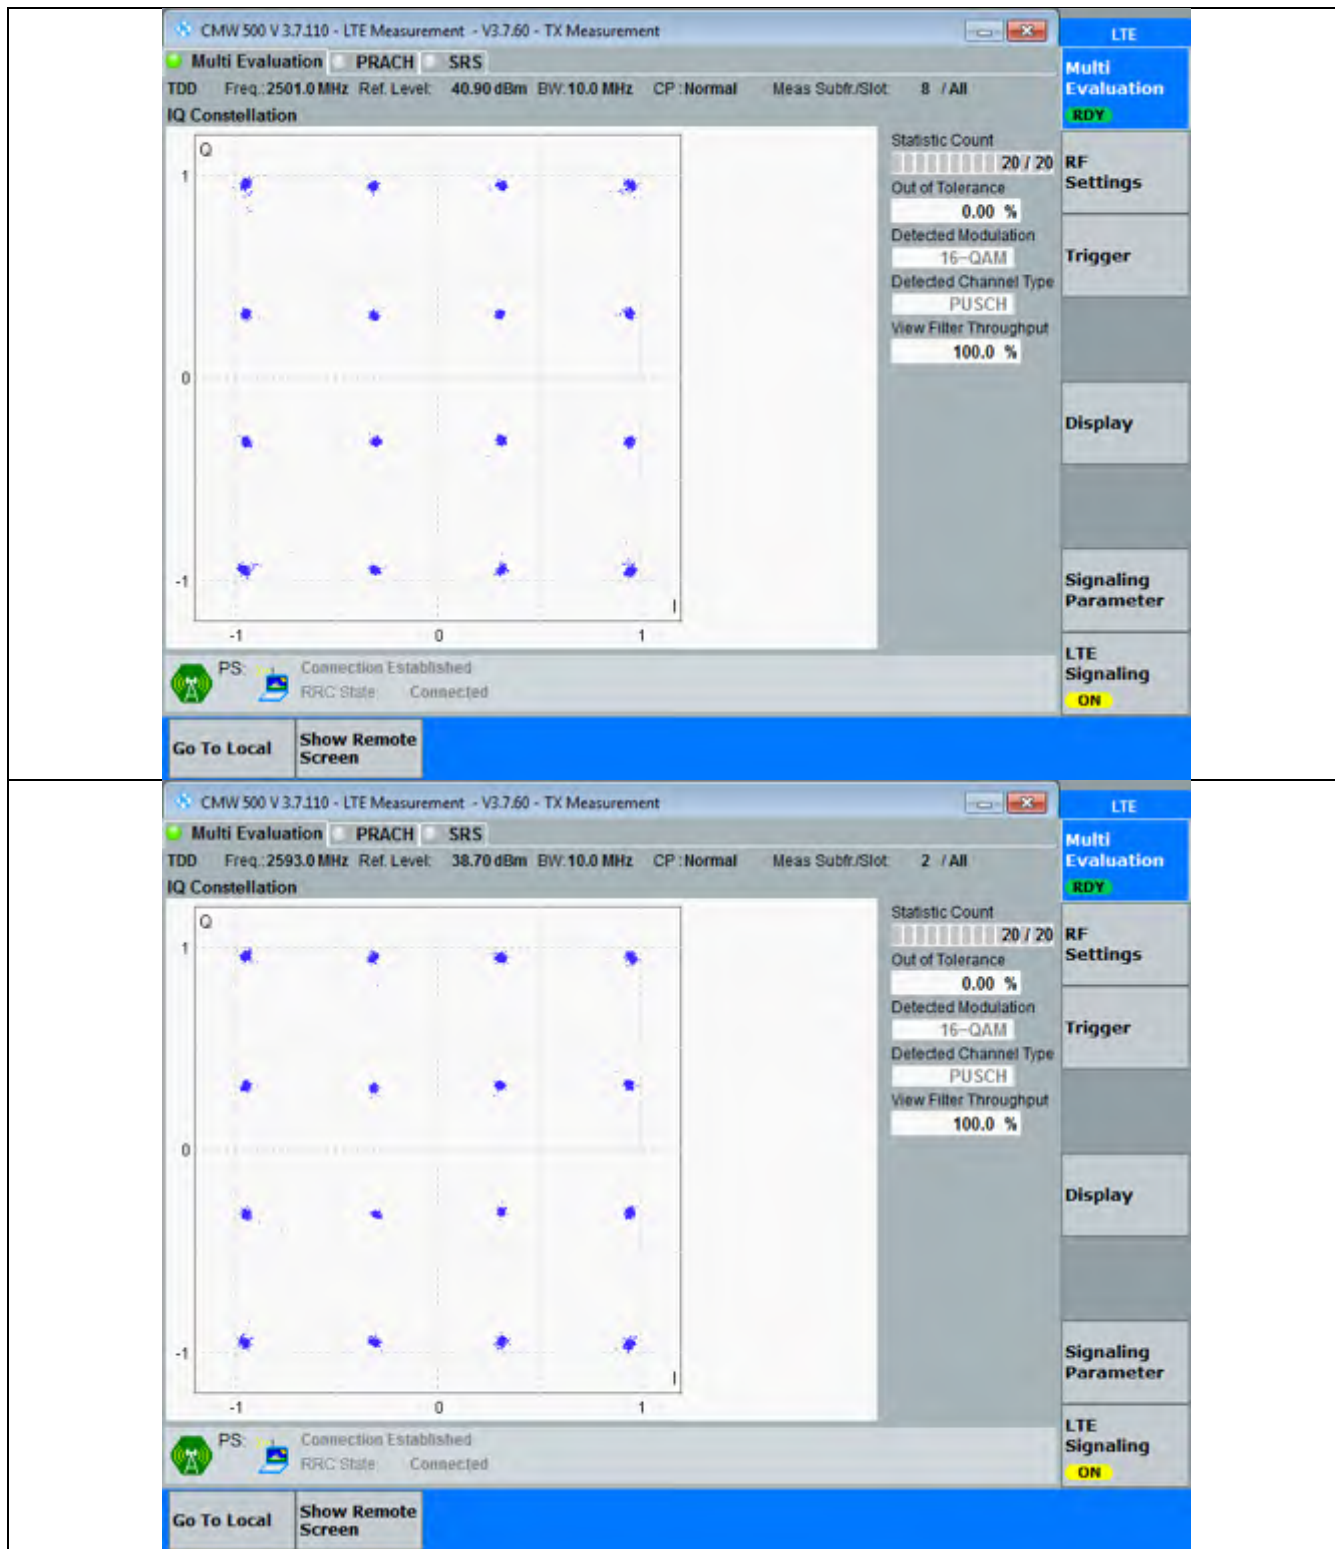 CMW 500 V 3.7.110 - LTE Measurement - V3.7.60 - TX Measurement
LTE
Multi Evaluation PRACH SRS
Multi Evaluation RDY
TDD Freq.: 2501.0 MHz Ref. Level: 40.90 dBm BW: 10.0 MHz CP : Normal Meas Subfr./Slot: 8 / All
IQ Constellation
Q
1
0
-1
-1 0 1
I
Statistic Count
20 / 20
Out of Tolerance
0.00 %
Detected Modulation
16-QAM
Detected Channel Type
PUSCH
View Filter Throughput
100.0 %
RF Settings
Trigger
Display
Signaling Parameter
LTE Signaling ON
PS: Connection Established
RRC State Connected
Go To Local Show Remote Screen
CMW 500 V 3.7.110 - LTE Measurement - V3.7.60 - TX Measurement
LTE
Multi Evaluation PRACH SRS
Multi Evaluation RDY
TDD Freq.: 2593.0 MHz Ref. Level: 38.70 dBm BW: 10.0 MHz CP : Normal Meas Subfr./Slot: 2 / All
IQ Constellation
Q
1
0
-1
-1 0 1
I
Statistic Count
20 / 20
Out of Tolerance
0.00 %
Detected Modulation
16-QAM
Detected Channel Type
PUSCH
View Filter Throughput
100.0 %
RF Settings
Trigger
Display
Signaling Parameter
LTE Signaling ON
PS: Connection Established
RRC State Connected
Go To Local Show Remote Screen